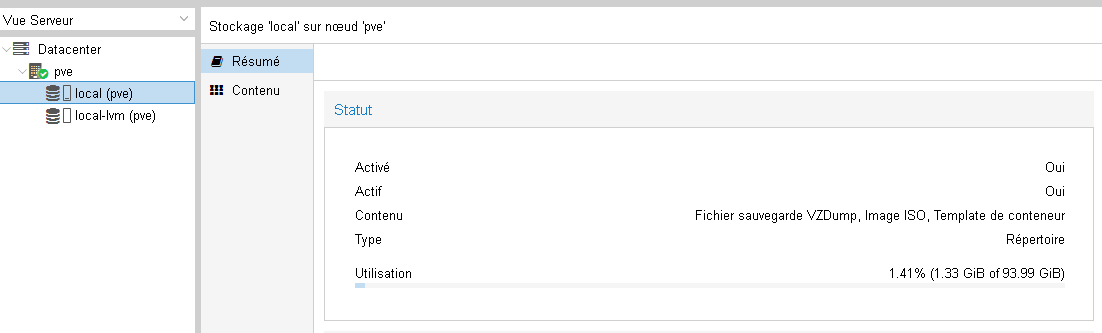 Vue Serveur
Datacenter
pve
local (pve)
local-lvm (pve)
Stockage 'local' sur nœud 'pve'
Résumé
Contenu
Statut
Activé Oui
Actif Oui
Contenu Fichier sauvegarde VZDump, Image ISO, Template de conteneur
Type Répertoire
Utilisation 1.41% (1.33 GiB of 93.99 GiB)